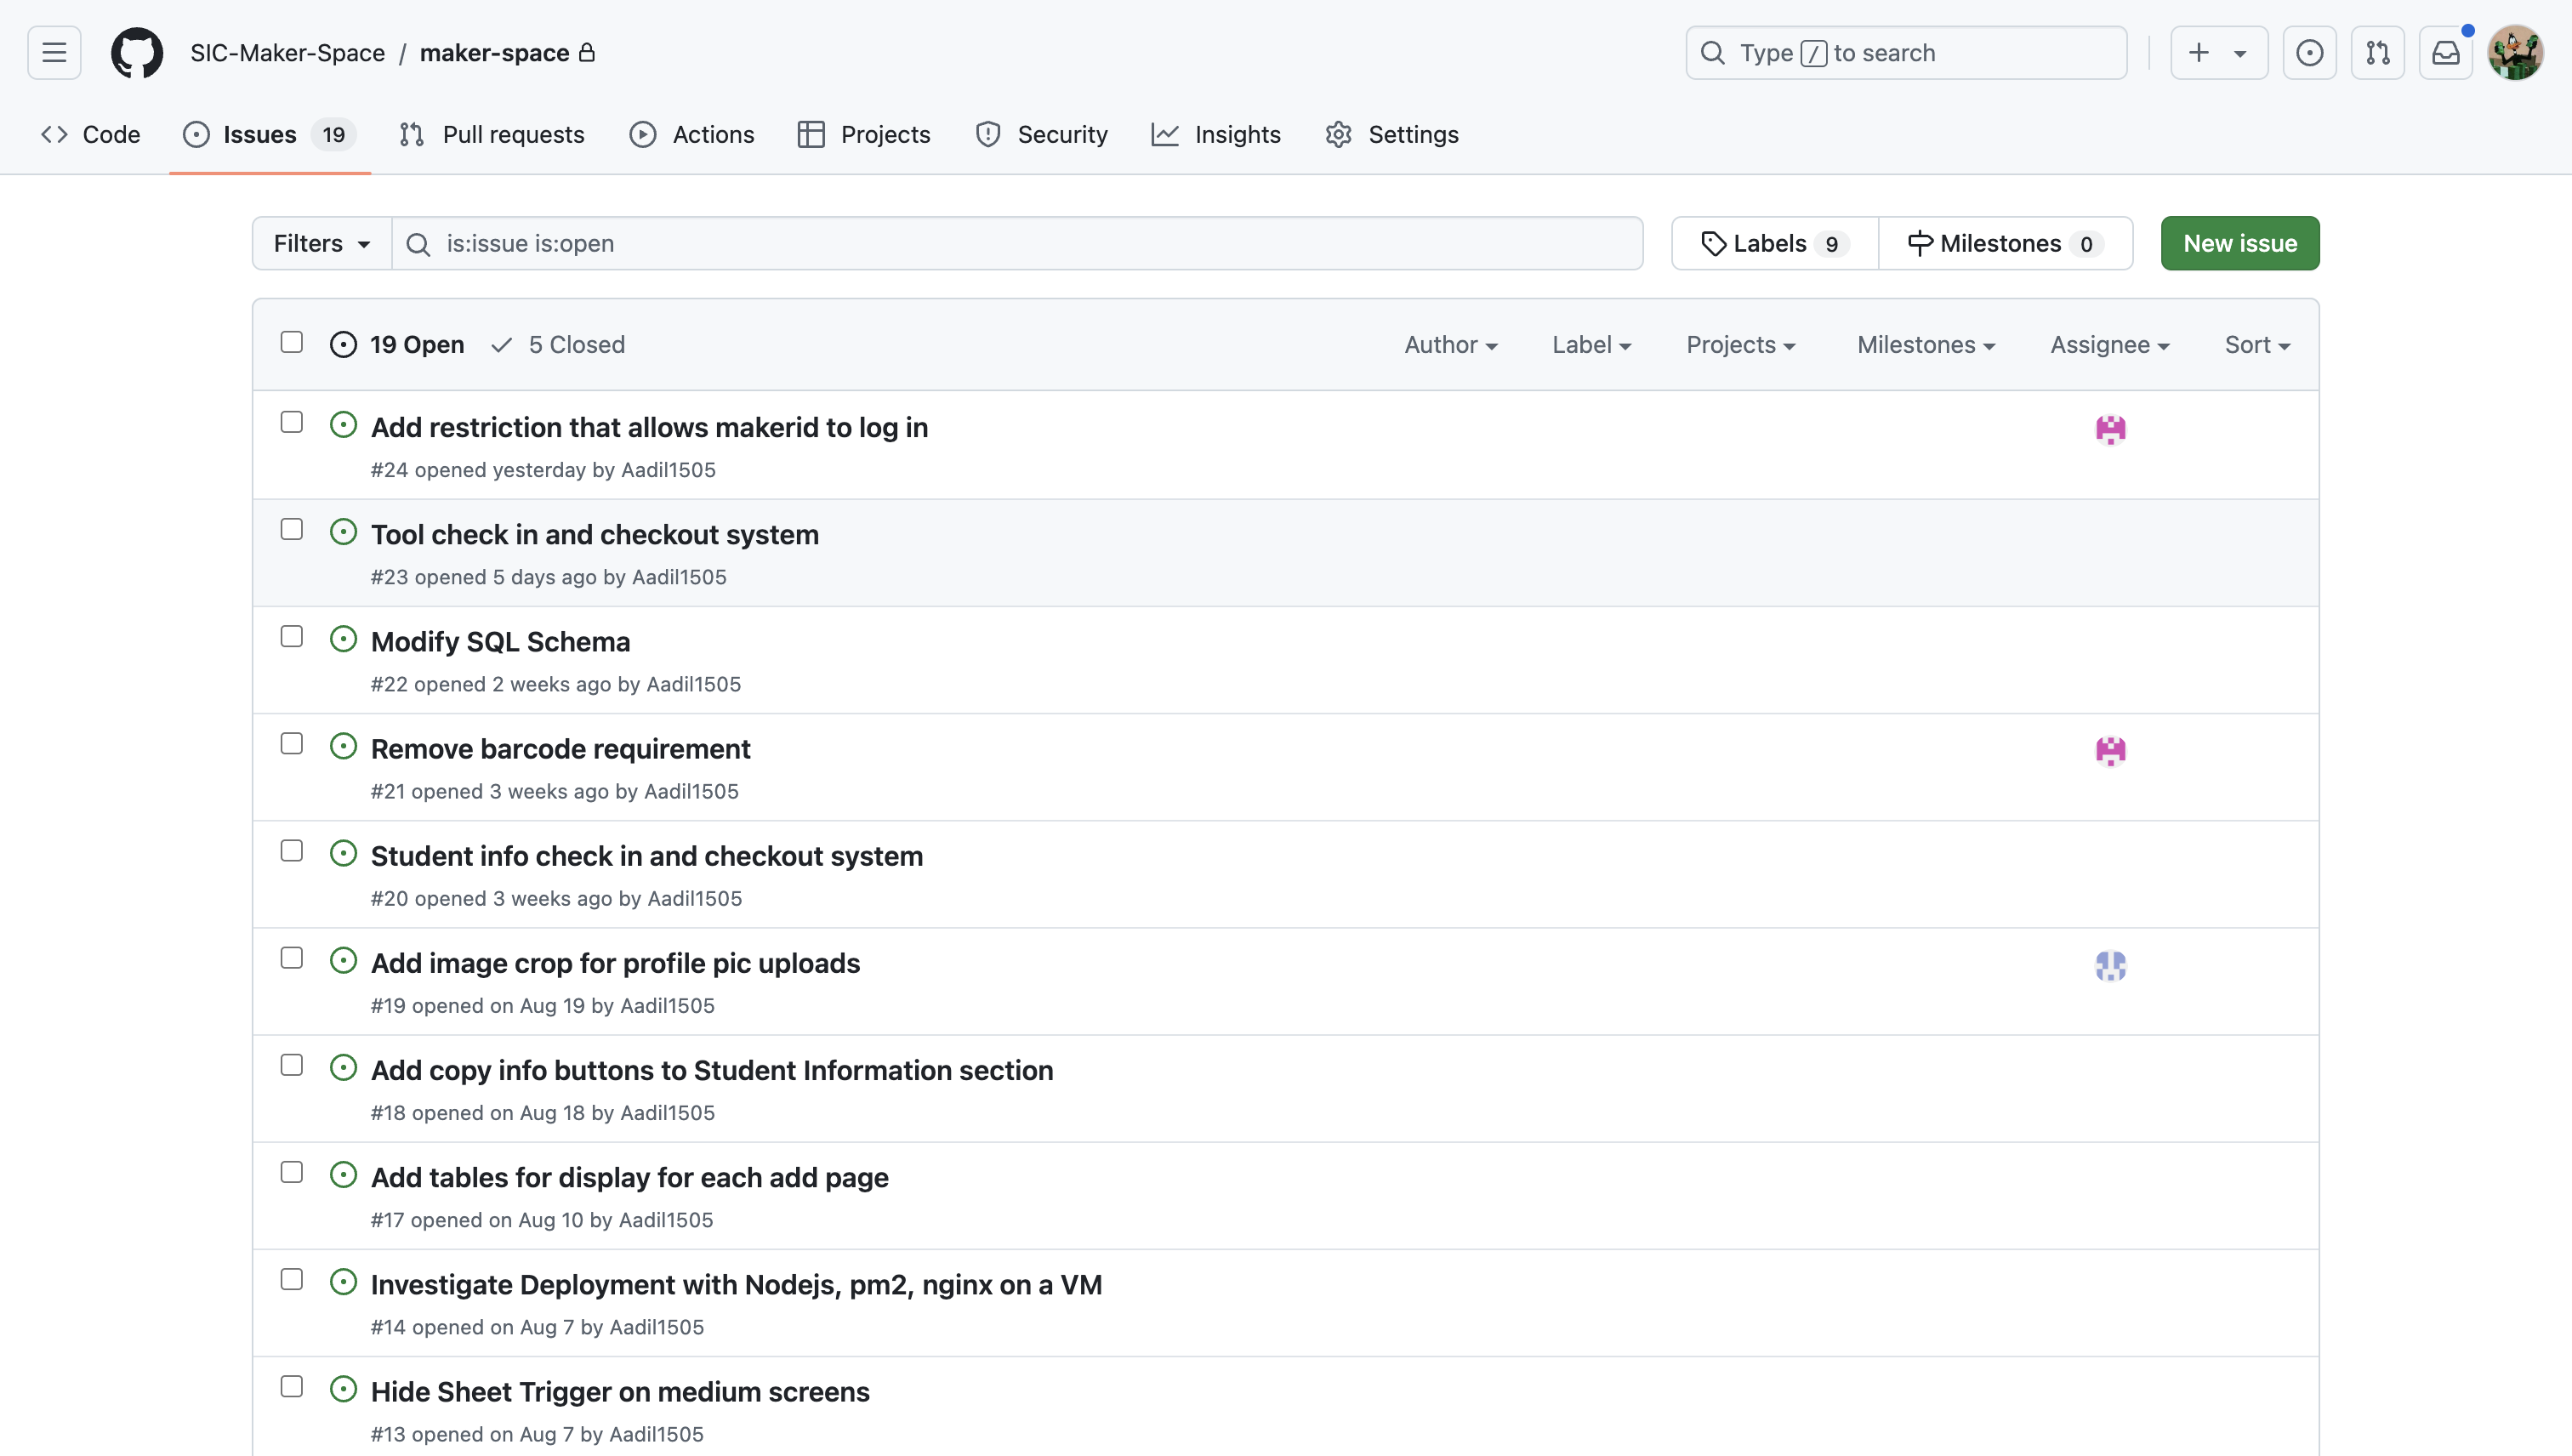 SIC-Maker-Space / maker-space
Type / to search
Code
Issues 19
Pull requests
Actions
Projects
Security
Insights
Settings
Filters
is:issue is:open
Labels 9
Milestones 0
New issue
19 Open
5 Closed
Author
Label
Projects
Milestones
Assignee
Sort
Add restriction that allows makerid to log in
#24 opened yesterday by Aadil1505
Tool check in and checkout system
#23 opened 5 days ago by Aadil1505
Modify SQL Schema
#22 opened 2 weeks ago by Aadil1505
Remove barcode requirement
#21 opened 3 weeks ago by Aadil1505
Student info check in and checkout system
#20 opened 3 weeks ago by Aadil1505
Add image crop for profile pic uploads
#19 opened on Aug 19 by Aadil1505
Add copy info buttons to Student Information section
#18 opened on Aug 18 by Aadil1505
Add tables for display for each add page
#17 opened on Aug 10 by Aadil1505
Investigate Deployment with Nodejs, pm2, nginx on a VM
#14 opened on Aug 7 by Aadil1505
Hide Sheet Trigger on medium screens
#13 opened on Aug 7 by Aadil1505